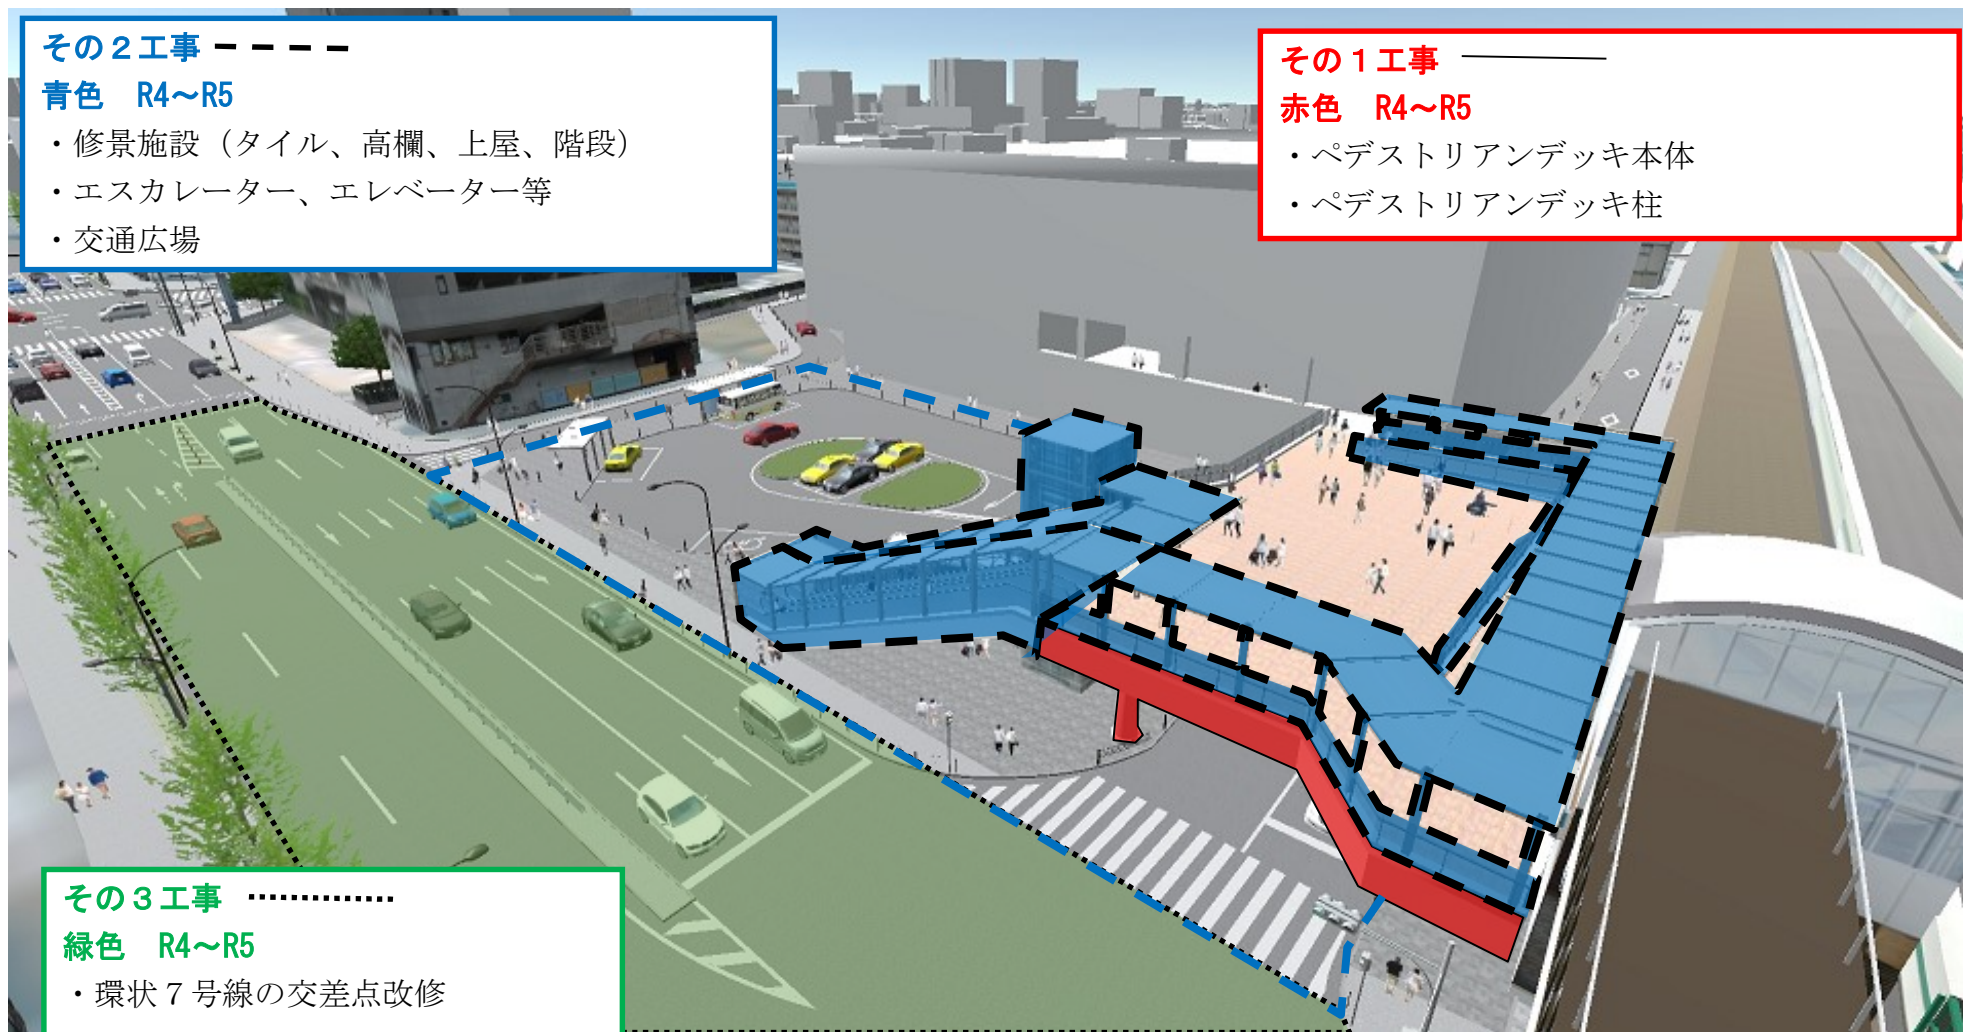 その２工事
青色　R4～R5
・修景施設（タイル、高欄、上屋、階段）
・エスカレーター、エレベーター等
・交通広場
その１工事
赤色　R4～R5
・ペデストリアンデッキ本体
・ペデストリアンデッキ柱
その３工事
緑色　R4～R5
・環状７号線の交差点改修